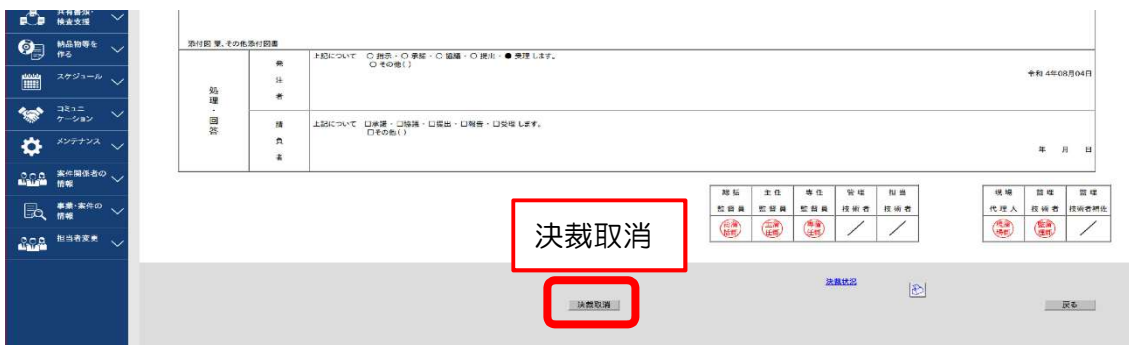 共有書類・
検査支援
納品物等を
作る
スケジュール
コミュニ
ケーション
メンテナンス
案件関係者の
情報
事業・案件の
情報
担当者変更
添付図 葉、その他添付図書
処理・回答
発注者
上記について ○ 指示・○ 承諾・○ 協議・○ 提出・● 受理 します。
○ その他( )
令和 4年08月04日
請負者
上記について □承諾・□協議・□提出・□報告・□受理 します。
□その他( )
年 月 日
総括 主任 専任 管理 担当
監督員 監督員 監督員 技術者 技術者
現場 監理 監理
代理人 技術者 技術者補佐
決裁取消
決裁状況
決裁取消
戻る